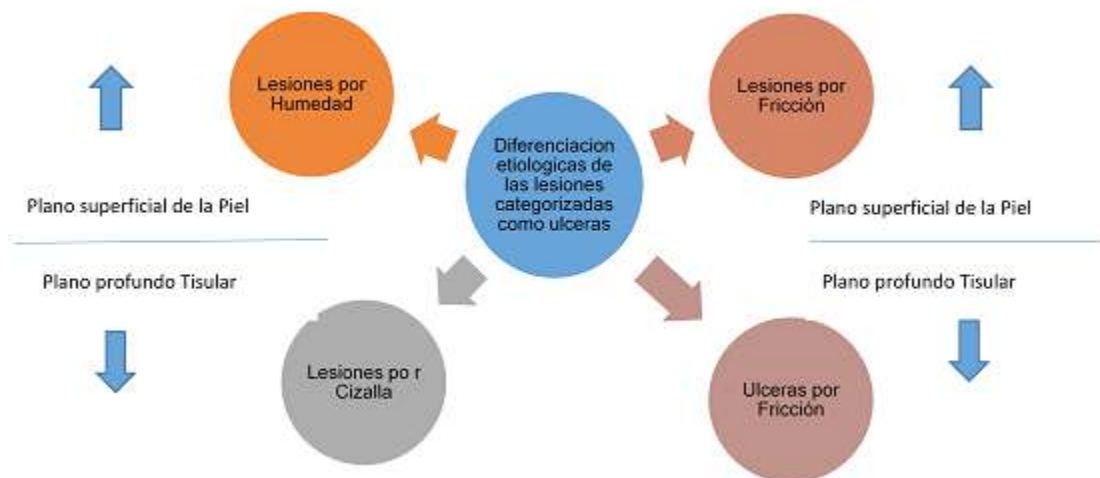 Lesiones por
Humedad
Lesiones por
Fricción
Diferenciacion
etiologicas de
las lesiones
categorizadas
como ulceras
Plano superficial de la Piel
Plano superficial de la Piel
Plano profundo Tisular
Plano profundo Tisular
Lesiones po r
Cizalla
Ulceras por
Fricción